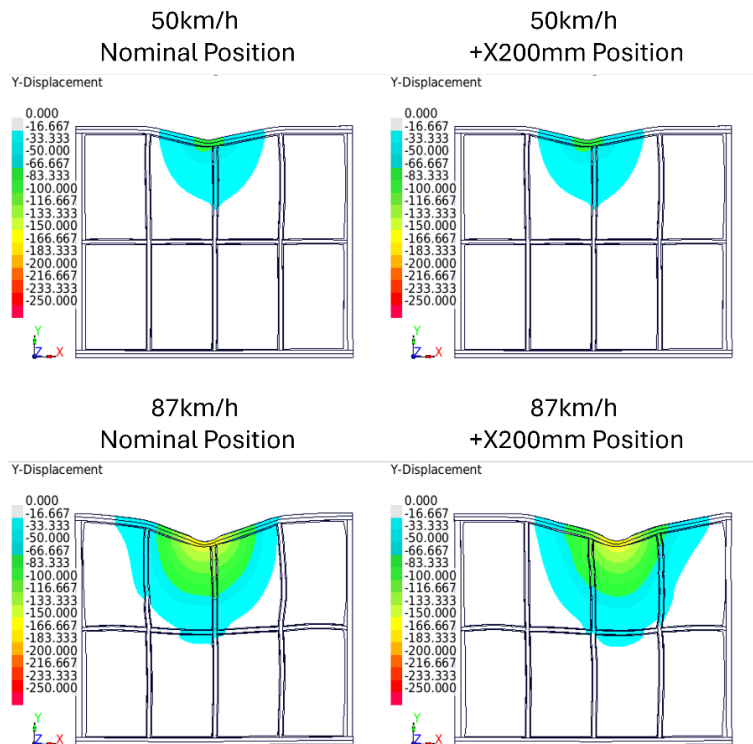 50km/h
Nominal Position
Y-Displacement
0.000
-16.667
-33.333
-50.000
-66.667
-83.333
-100.000
-116.667
-133.333
-150.000
-166.667
-183.333
-200.000
-216.667
-233.333
-250.000
Y
Z
X
50km/h
+X200mm Position
Y-Displacement
0.000
-16.667
-33.333
-50.000
-66.667
-83.333
-100.000
-116.667
-133.333
-150.000
-166.667
-183.333
-200.000
-216.667
-233.333
-250.000
Y
Z
X
87km/h
Nominal Position
Y-Displacement
0.000
-16.667
-33.333
-50.000
-66.667
-83.333
-100.000
-116.667
-133.333
-150.000
-166.667
-183.333
-200.000
-216.667
-233.333
-250.000
Y
Z
X
87km/h
+X200mm Position
Y-Displacement
0.000
-16.667
-33.333
-50.000
-66.667
-83.333
-100.000
-116.667
-133.333
-150.000
-166.667
-183.333
-200.000
-216.667
-233.333
-250.000
Y
Z
X